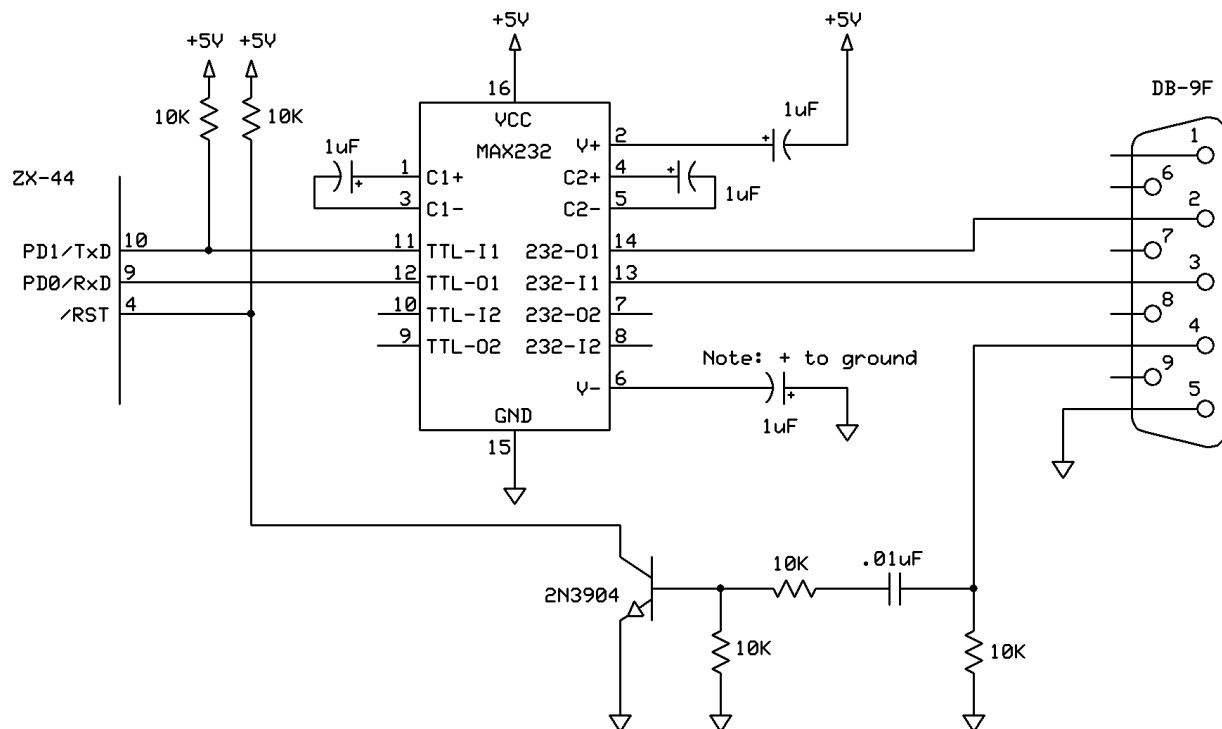 +5V
+5V
+5V
+5V
10K
10K
16
1uF
DB-9F
VCC
MAX232
V+
2
1
6
2
7
3
8
4
9
5
1uF
1
C1+
C2+
4
1uF
3
C1-
C2-
5
ZX-44
PD1/TxD
10
11
TTL-I1
232-O1
14
PD0/RxD
9
12
TTL-O1
232-I1
13
/RST
4
10
TTL-I2
232-O2
7
9
TTL-O2
232-I2
8
Note: + to ground
V-
6
1uF
GND
15
2N3904
10K
.01uF
10K
10K
+
+
+
+